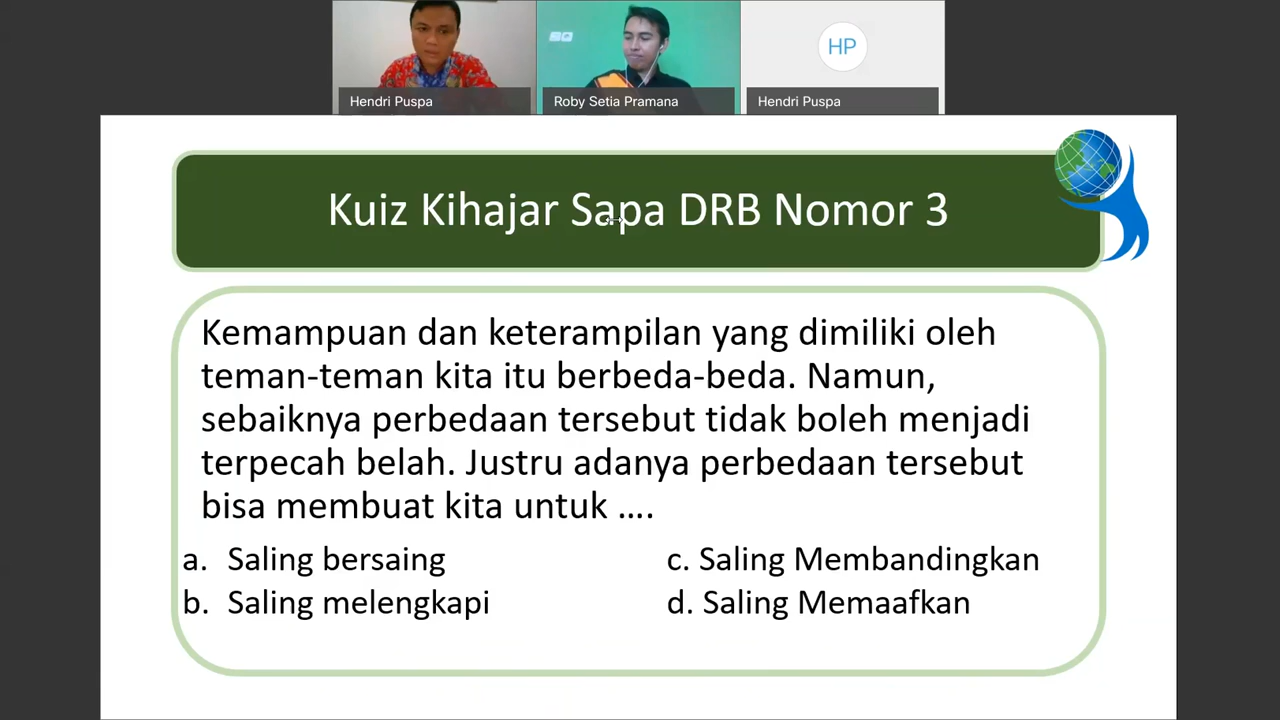 HP
Hendri Puspa
Roby Setia Pramana
Hendri Puspa
Kuiz Kihajar Sapa DRB Nomor 3
Kemampuan dan keterampilan yang dimiliki oleh
teman-teman kita itu berbeda-beda. Namun,
sebaiknya perbedaan tersebut tidak boleh menjadi
terpecah belah. Justru adanya perbedaan tersebut
bisa membuat kita untuk ....
a. Saling bersaing
b. Saling melengkapi
c. Saling Membandingkan
d. Saling Memaafkan